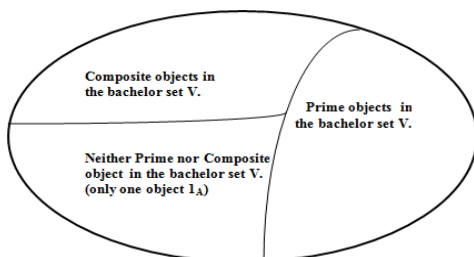 Composite objects in
the bachelor set V.
Prime objects in
the bachelor set V.
Neither Prime nor Composite
object in the bachelor set V.
(only one object 1A)